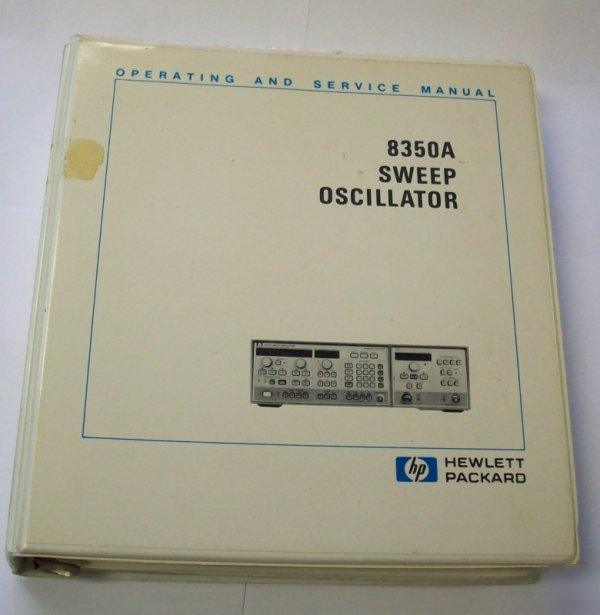 OPERATING AND SERVICE MANUAL
8350A
SWEEP
OSCILLATOR
hp HEWLETT
PACKARD